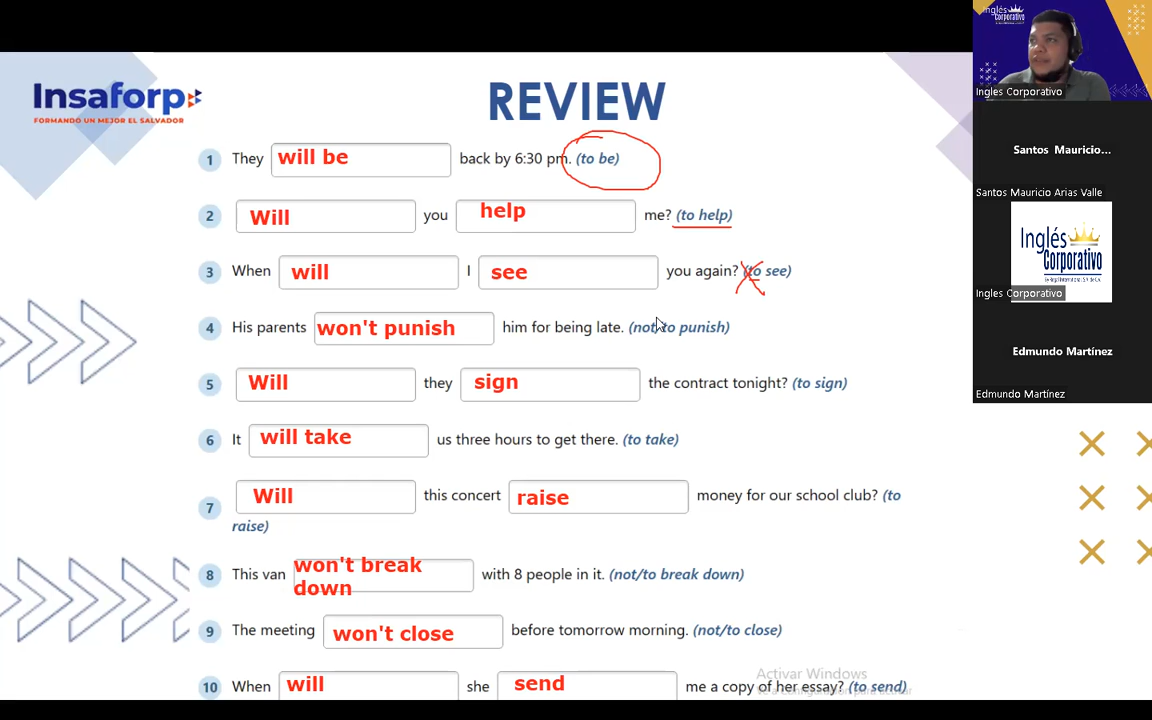 Inglés
Corporativo
Ingles Corporativo
Insaforp
FORMANDO UN MEJOR EL SALVADOR
REVIEW
1 They will be back by 6:30 pm. (to be)
2 Will you help me? (to help)
3 When will I see you again? (to see)
4 His parents won't punish him for being late. (not/to punish)
5 Will they sign the contract tonight? (to sign)
6 It will take us three hours to get there. (to take)
7 Will this concert raise money for our school club? (to
raise)
8 This van won't break down with 8 people in it. (not/to break down)
9 The meeting won't close before tomorrow morning. (not/to close)
10 When will she send me a copy of her essay? (to send)
Activar Windows
Santos Mauricio...
Santos Mauricio Arias Valle
Inglés
Corporativo
Ingles Corporativo
Edmundo Martínez
Edmundo Martínez